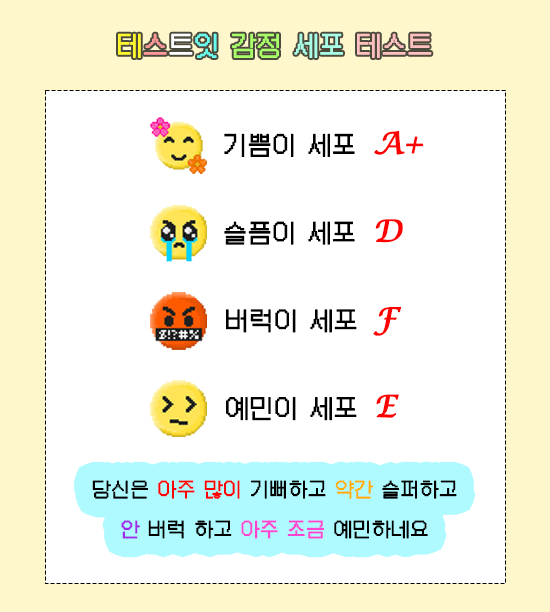 테스트잇 감정 세포 테스트
기쁨이 세포 A+
슬픔이 세포 D
버럭이 세포 F
$!?#%
예민이 세포 E
당신은 아주 많이 기뻐하고 약간 슬퍼하고
안 버럭 하고 아주 조금 예민하네요